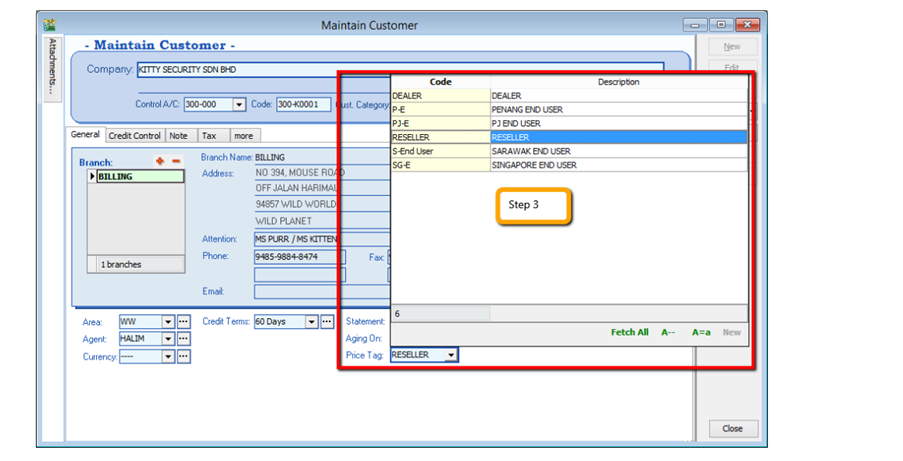 Maintain Customer
Attachments...
- Maintain Customer -
New
Edit
Company: KITTY SECURITY SDN BHD
Control A/C: 300-000 Code: 300-K0001 Cust. Category:
General Credit Control Note Tax more
Branch:
BILLING
1 branches
Branch Name: BILLING
Address: NO 394, MOUSE ROAD
OFF JALAN HARIMAU
94857 WILD WORLD
WILD PLANET
Attention: MS PURR / MS KITTEN
Phone: 9485-9884-8474 Fax:
Email:
Area: WW Credit Terms: 60 Days Statement:
Agent: HALIM Aging On:
Currency: ---- Price Tag: RESELLER
Code Description
DEALER DEALER
P-E PENANG END USER
PJ-E PJ END USER
RESELLER RESELLER
S-End User SARAWAK END USER
SG-E SINGAPORE END USER
Step 3
6
Fetch All A-- A=a New
Close